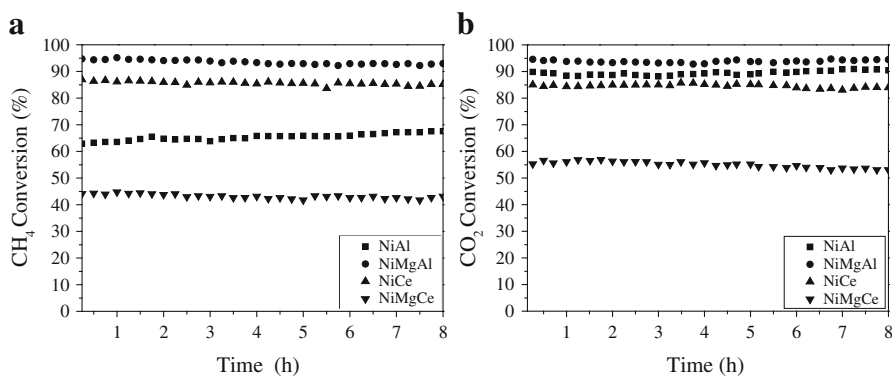 a
100
90
80
70
60
50
40
30
20
10
0
CH4 Conversion (%)
1 2 3 4 5 6 7 8
Time (h)
NiAl
NiMgAl
NiCe
NiMgCe
b
100
90
80
70
60
50
40
30
20
10
0
CO2 Conversion (%)
1 2 3 4 5 6 7 8
Time (h)
NiAl
NiMgAl
NiCe
NiMgCe